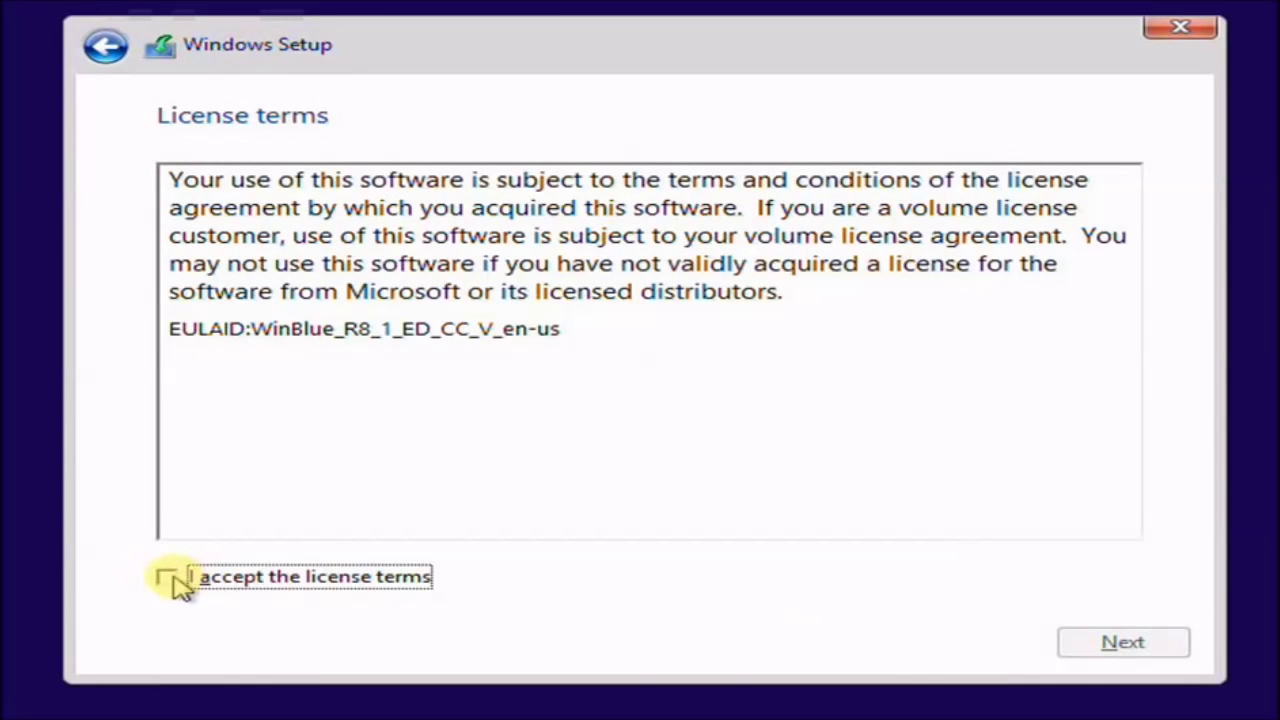 Windows Setup
License terms
Your use of this software is subject to the terms and conditions of the license
agreement by which you acquired this software.  If you are a volume license
customer, use of this software is subject to your volume license agreement.  You
may not use this software if you have not validly acquired a license for the
software from Microsoft or its licensed distributors.
EULAID:WinBlue_R8_1_ED_CC_V_en-us
I accept the license terms
Next